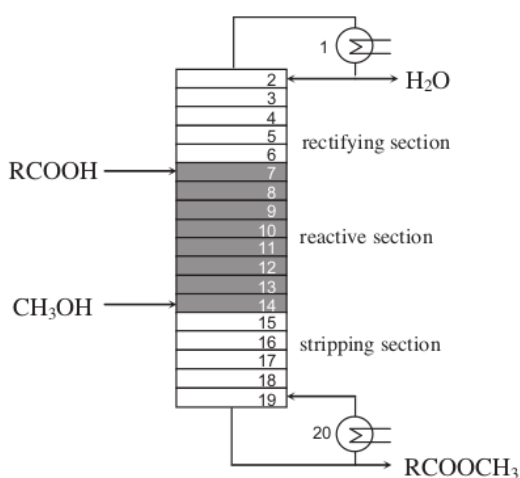 1
2
H₂O
3
4
5
rectifying section
6
RCOOH
7
8
9
10
reactive section
11
12
13
CH₃OH
14
15
16
stripping section
17
18
19
20
RCOOCH₃